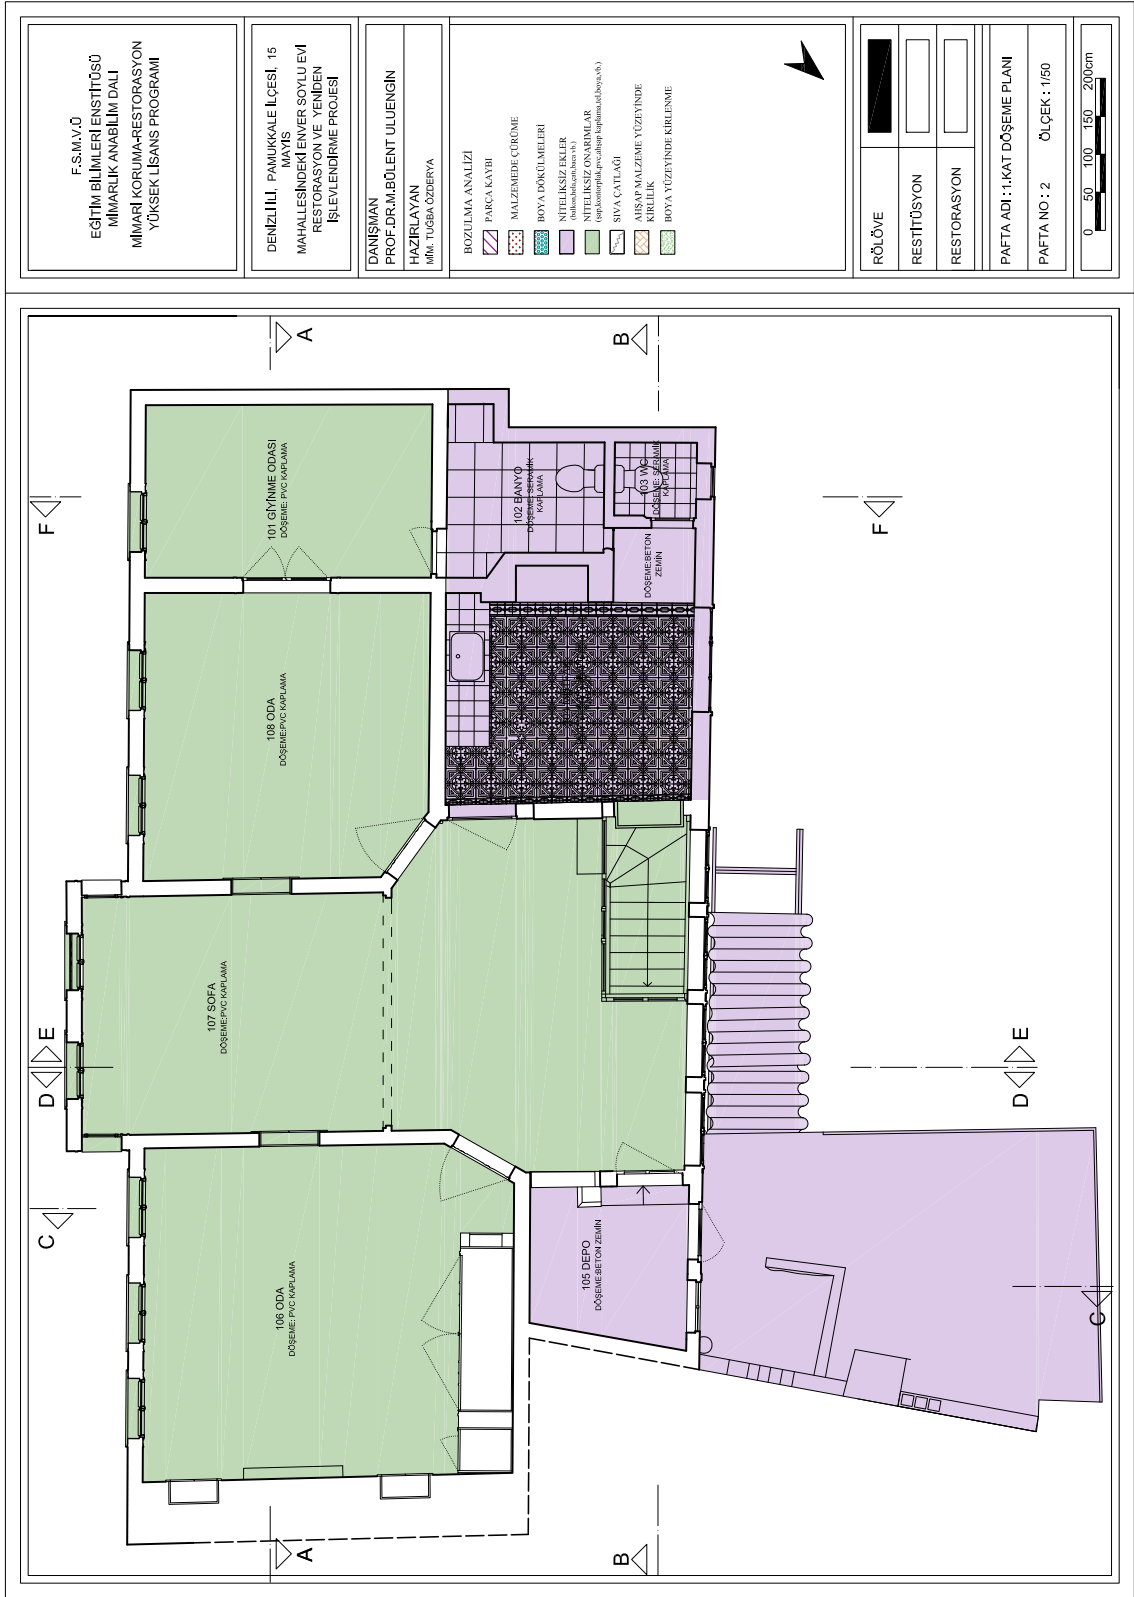 F.S.M.V.Ü
EĞİTİM BİLİMLERİ ENSTİTÜSÜ
MİMARLIK ANABİLİM DALI
MİMARİ KORUMA-RESTORASYON
YÜKSEK LİSANS PROGRAMI
DENİZLİ İLİ, PAMUKKALE İLÇESİ, 15
MAYIS
MAHALLESİNDEKİ ENVER SOYLU EVİ
RESTORASYON VE YENİDEN
İŞLEVLENDİRME PROJESİ
DANIŞMAN
PROF.DR.M.BÜLENT ULUENGİN
HAZIRLAYAN
MİM. TUĞBA ÖZDERYA
BOZULMA ANALİZİ
PARÇA KAYBI
MALZEMEDE ÇÜRÜME
BOYA DÖKÜLMELERİ
NİTELİKSİZ EKLER
NİTELİKSİZ ONARIMLAR
SIVA ÇATLAĞI
AHŞAP MALZEME YÜZEYİNDE
KİRLİLİK
BOYA YÜZEYİNDE KİRLENME
RÖLÖVE
RESTİTÜSYON
RESTORASYON
PAFTA ADI : 1.KAT DÖŞEME PLANI
PAFTA NO : 2 ÖLÇEK : 1/50
0 50 100 150 200cm
A
B
F
F
101 GİYİNME ODASI
DÖŞEME: PVC KAPLAMA
102 BANYO
DÖŞEME: SERAMİK
KAPLAMA
103 WC
DÖŞEME: SERAMİK
KAPLAMA
DÖŞEME:BETON
ZEMİN
108 ODA
DÖŞEME:PVC KAPLAMA
107 SOFA
DÖŞEME:PVC KAPLAMA
D E
D E
C
C
106 ODA
DÖŞEME: PVC KAPLAMA
105 DEPO
DÖŞEME:BETON ZEMİN
A
B